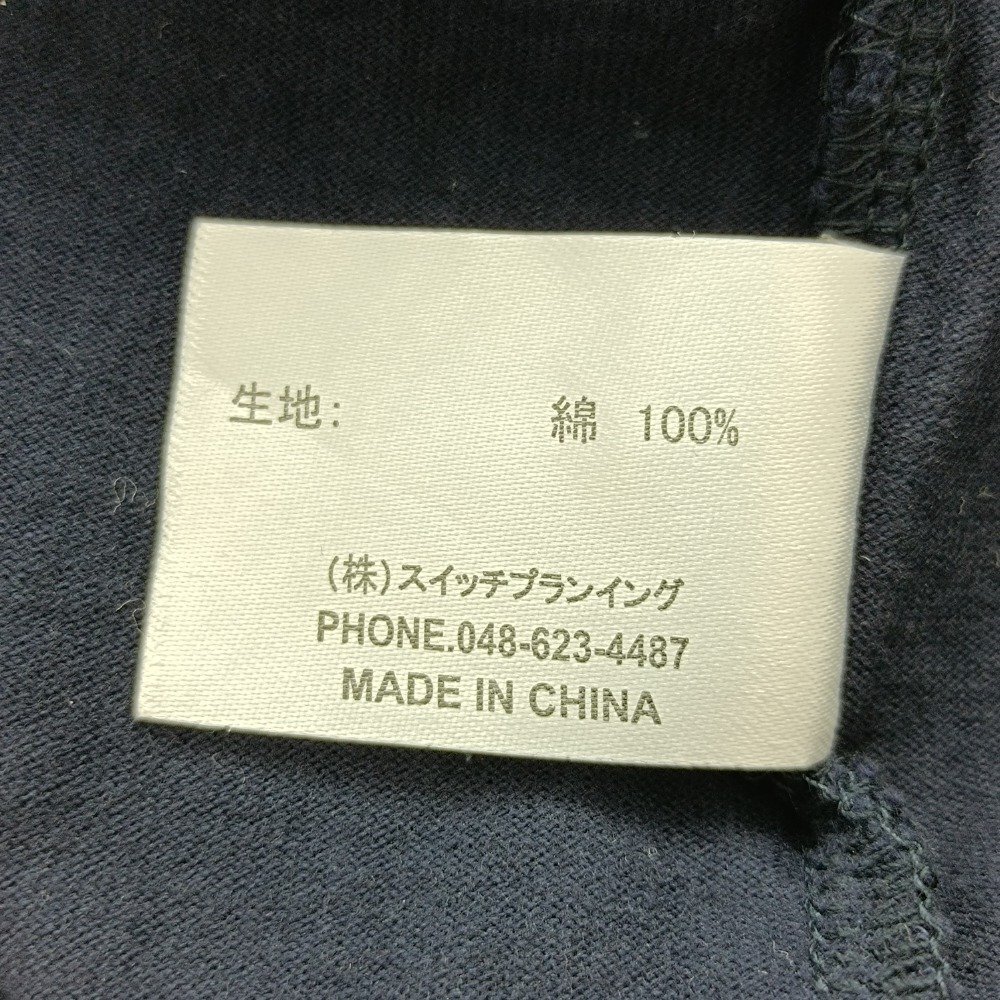 生地: 綿 100%
(株)スイッチプランイング
PHONE.048-623-4487
MADE IN CHINA